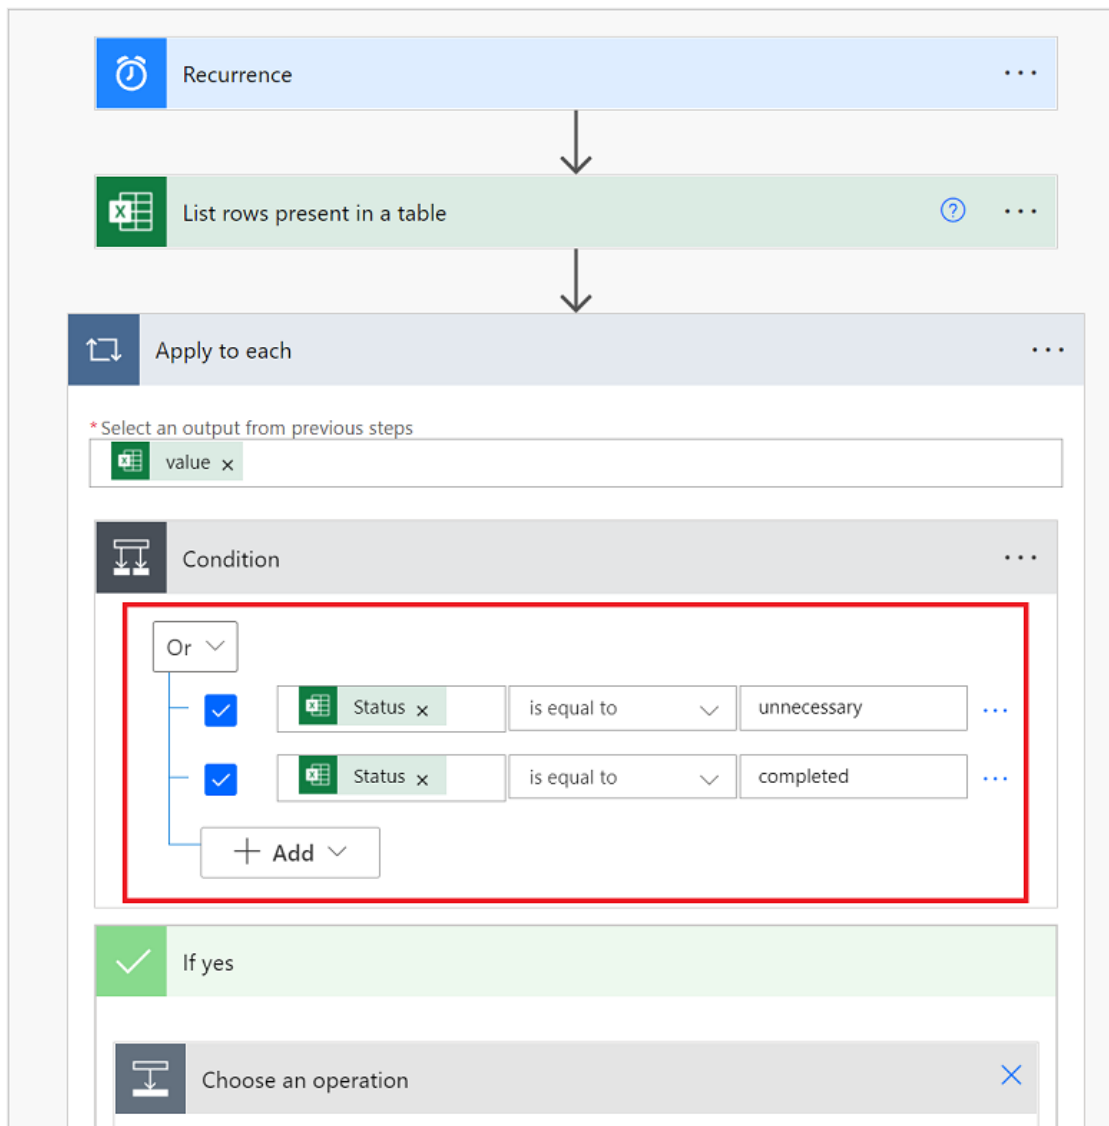 Recurrence
List rows present in a table
Apply to each
* Select an output from previous steps
value
Condition
Or
Status is equal to unnecessary
Status is equal to completed
Add
If yes
Choose an operation